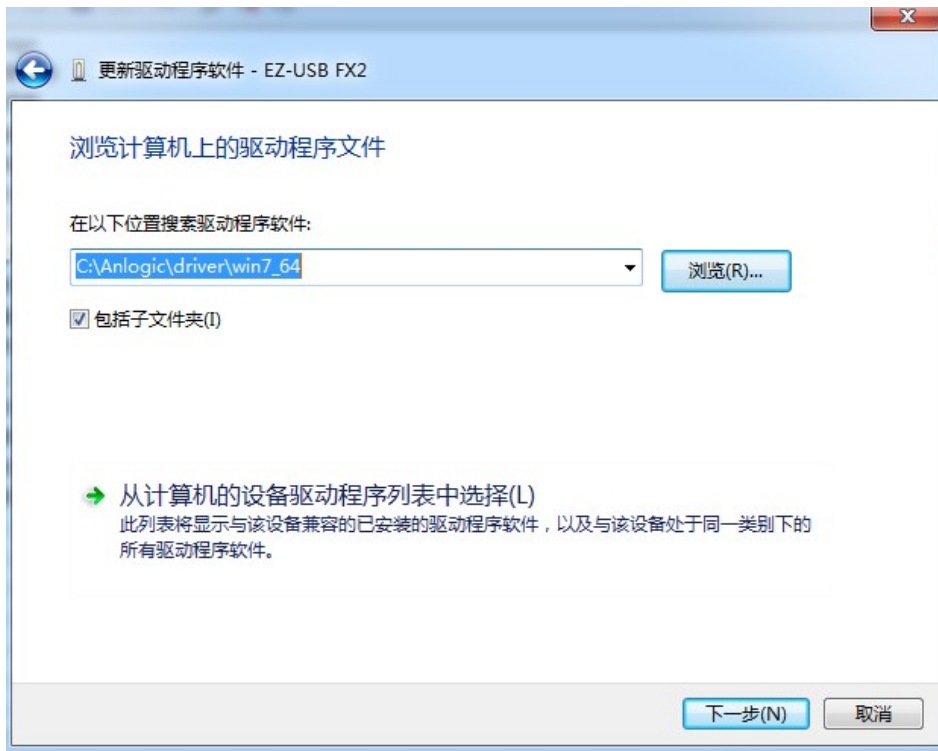 更新驱动程序软件 - EZ-USB FX2
浏览计算机上的驱动程序文件
在以下位置搜索驱动程序软件:
C:\Anlogic\driver\win7_64
浏览(R)...
包括子文件夹(I)
从计算机的设备驱动程序列表中选择(L)
此列表将显示与该设备兼容的已安装的驱动程序软件，以及与该设备处于同一类别下的
所有驱动程序软件。
下一步(N)
取消